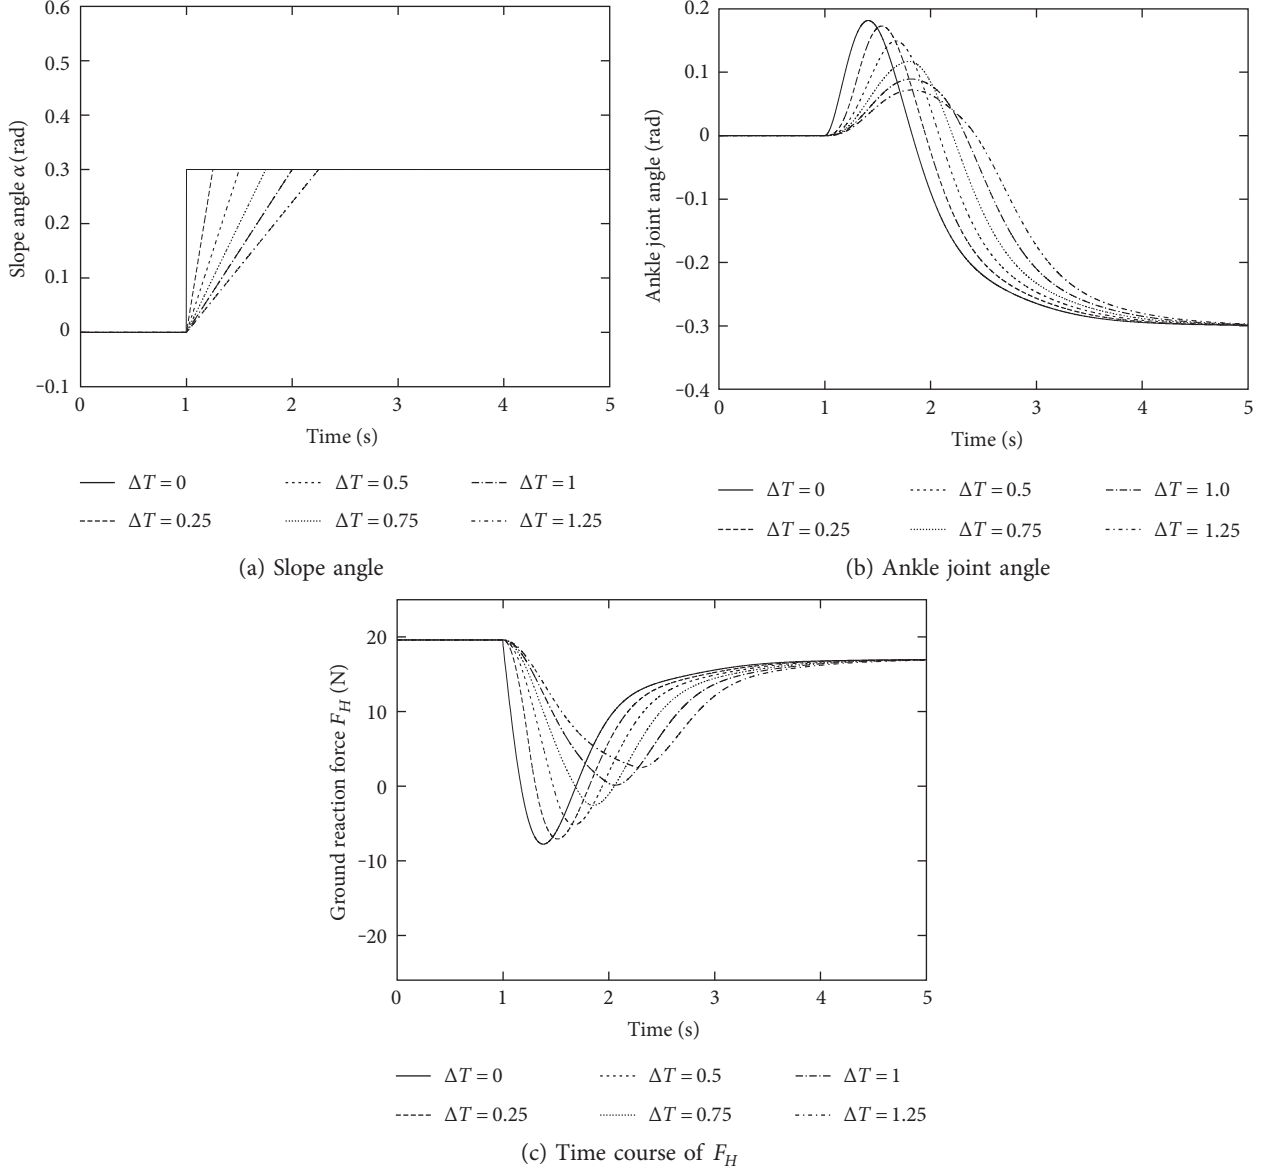 0.6
0.5
0.4
0.3
0.2
0.1
0
-0.1
Slope angle α (rad)
0 1 2 3 4 5
Time (s)
ΔT = 0 ΔT = 0.5 ΔT = 1
ΔT = 0.25 ΔT = 0.75 ΔT = 1.25
(a) Slope angle
0.2
0.1
0
-0.1
-0.2
-0.3
-0.4
Ankle joint angle (rad)
0 1 2 3 4 5
Time (s)
ΔT = 0 ΔT = 0.5 ΔT = 1.0
ΔT = 0.25 ΔT = 0.75 ΔT = 1.25
(b) Ankle joint angle
20
10
0
-10
-20
Ground reaction force F_H (N)
0 1 2 3 4 5
Time (s)
ΔT = 0 ΔT = 0.5 ΔT = 1
ΔT = 0.25 ΔT = 0.75 ΔT = 1.25
(c) Time course of F_H